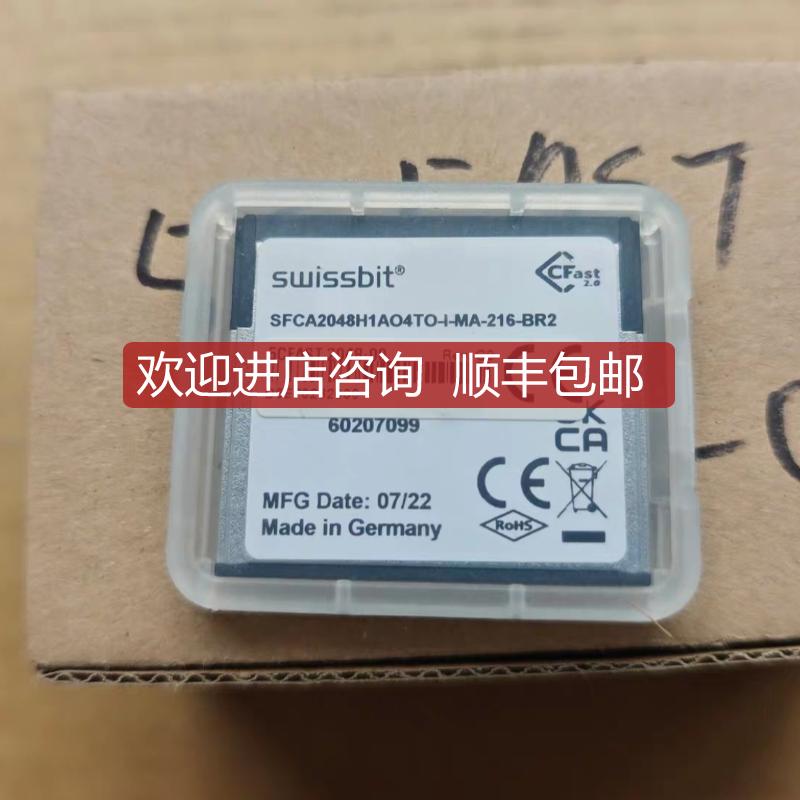 FAST
swissbit®
CFast
2.0
SFCA2048H1AO4TO-I-MA-216-BR2
欢迎进店咨询 顺丰包邮
60207099
UK
CA
CE
MFG Date: 07/22
Made in Germany
RoHS